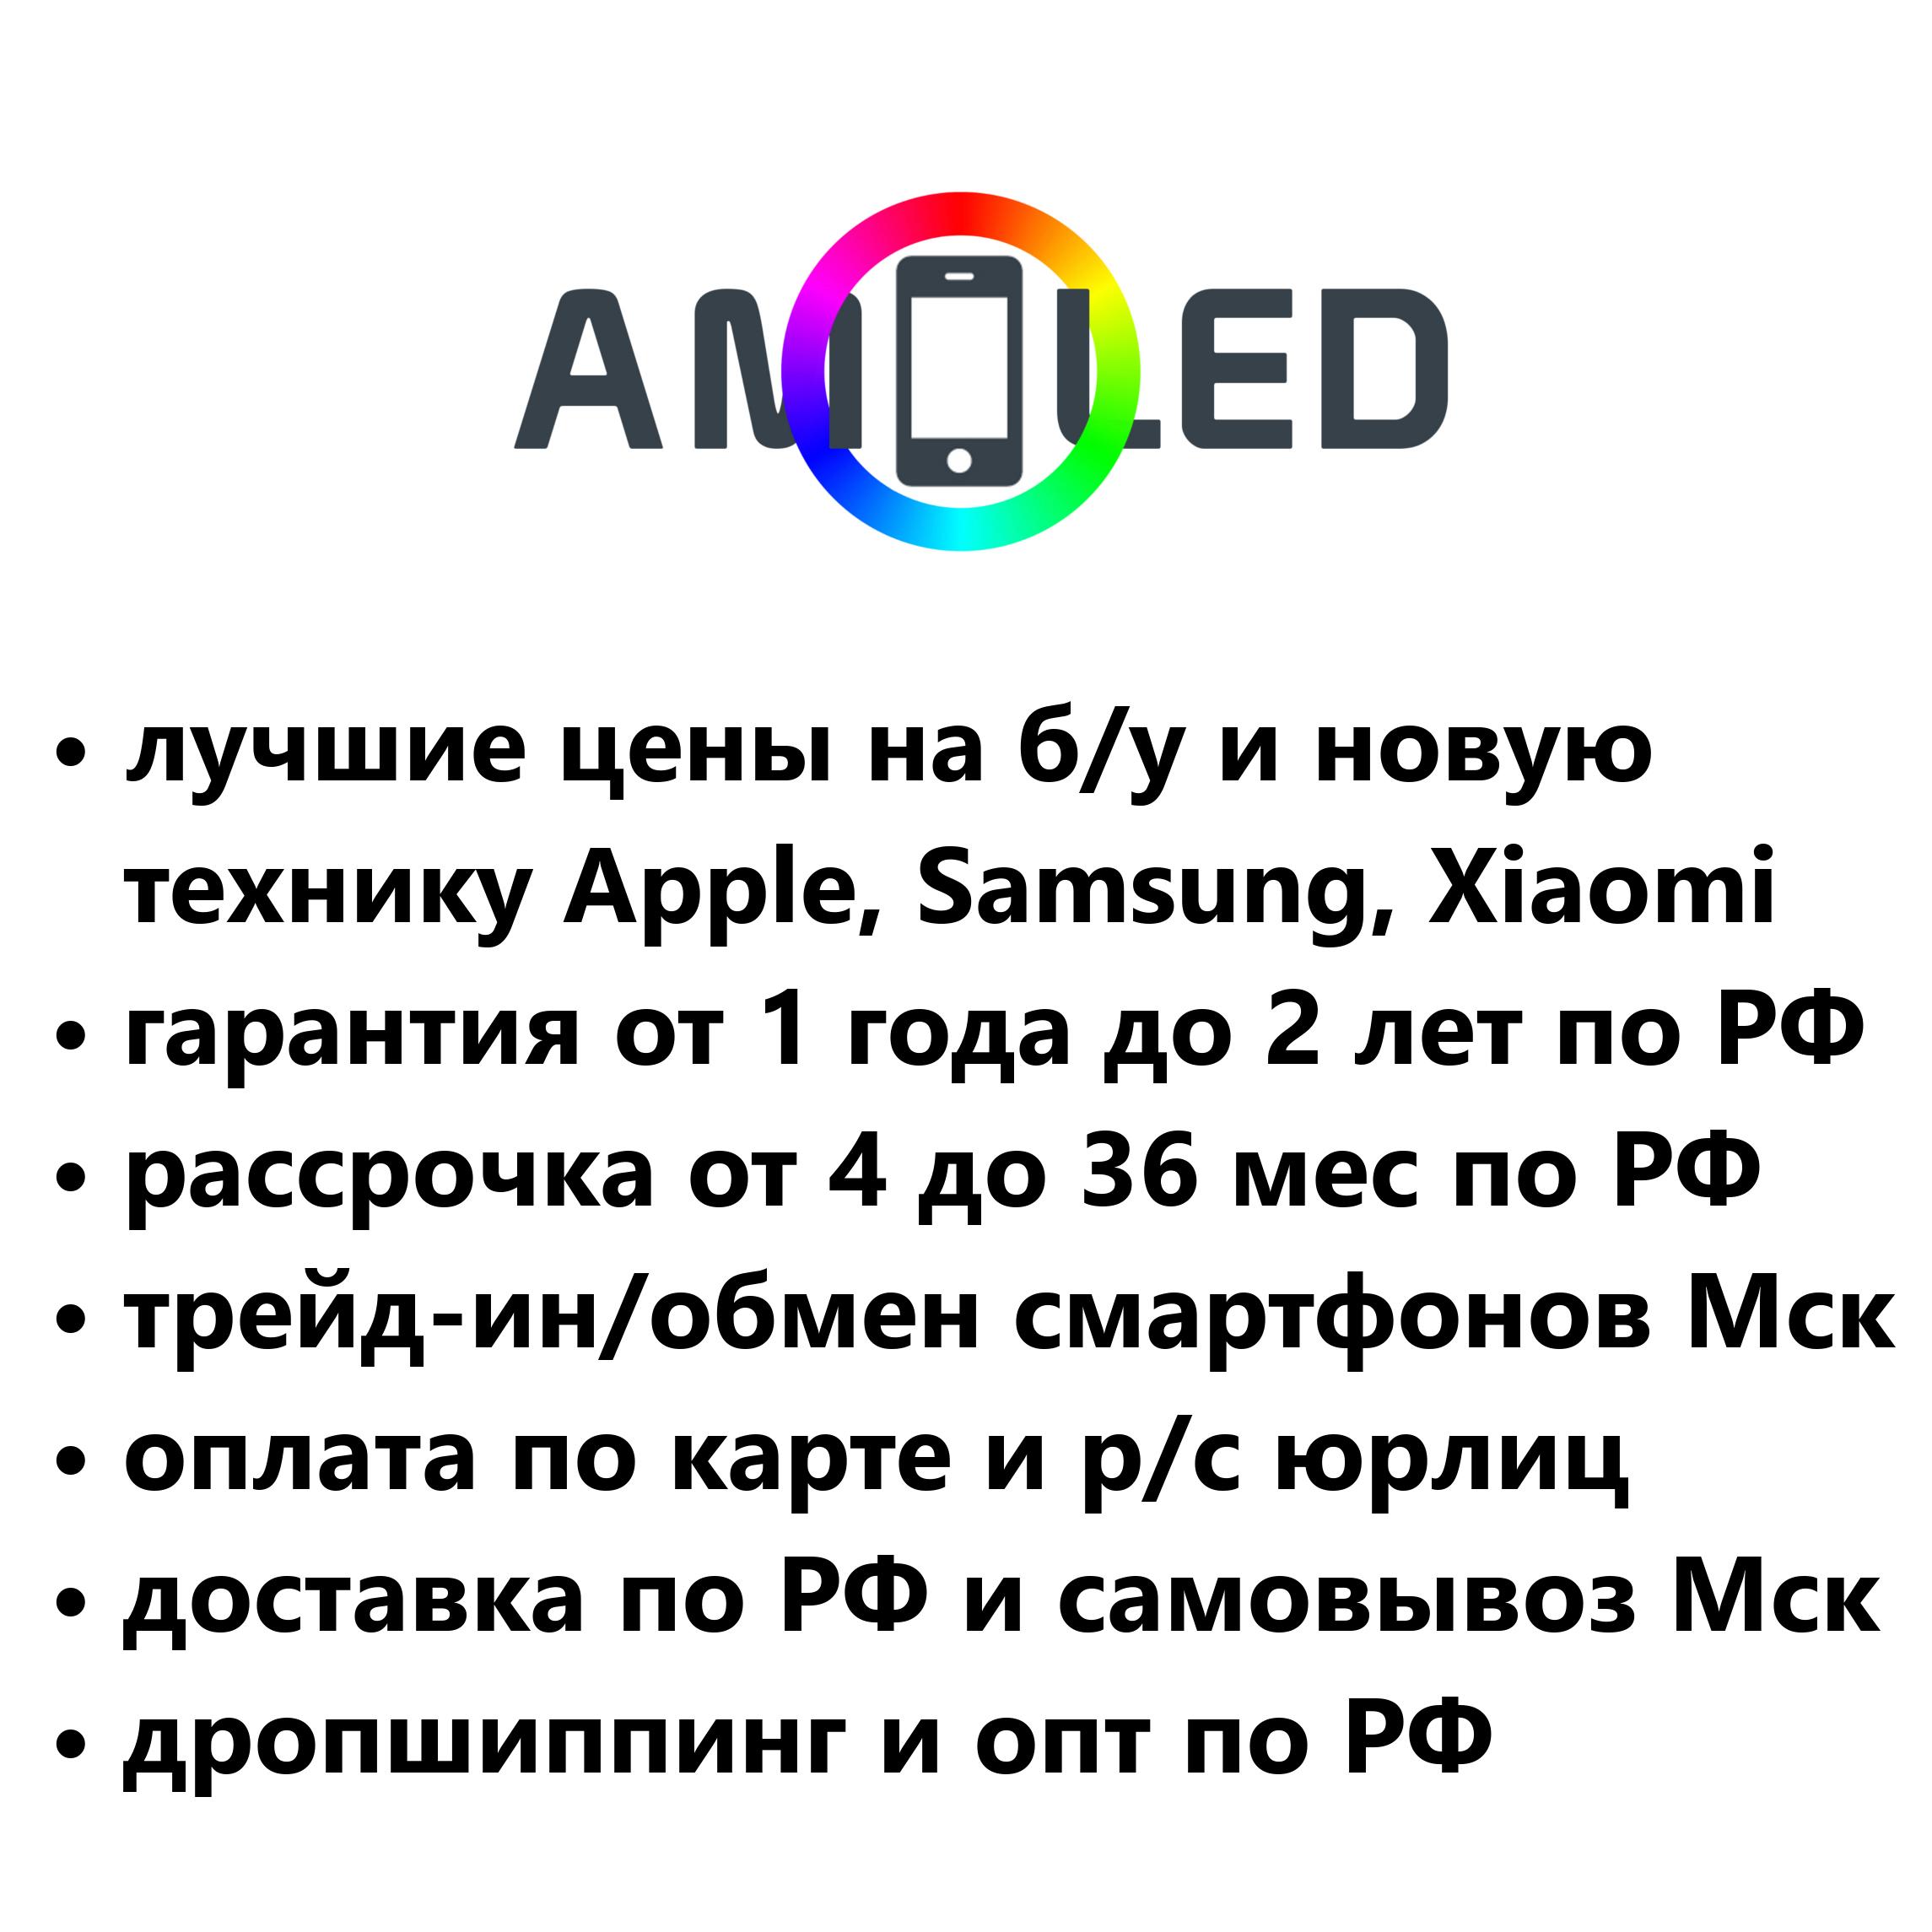 AMOLED
• лучшие цены на б/у и новую
технику Apple, Samsung, Xiaomi
• гарантия от 1 года до 2 лет по РФ
• рассрочка от 4 до 36 мес по РФ
• трейд-ин/обмен смартфонов Мск
• оплата по карте и р/с юрлиц
• доставка по РФ и самовывоз Мск
• дропшиппинг и опт по РФ